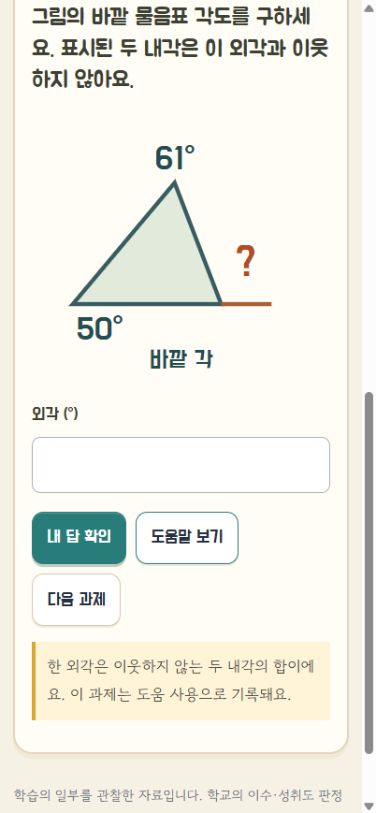 그림의 바깥 물음표 각도를 구하세
요. 표시된 두 내각은 이 외각과 이웃
하지 않아요.
61°
?
50°
바깥 각
외각 (°)
내 답 확인
도움말 보기
다음 과제
한 외각은 이웃하지 않는 두 내각의 합이에
요. 이 과제는 도움 사용으로 기록돼요.
학습의 일부를 관찰한 자료입니다. 학교의 이수·성취도 판정